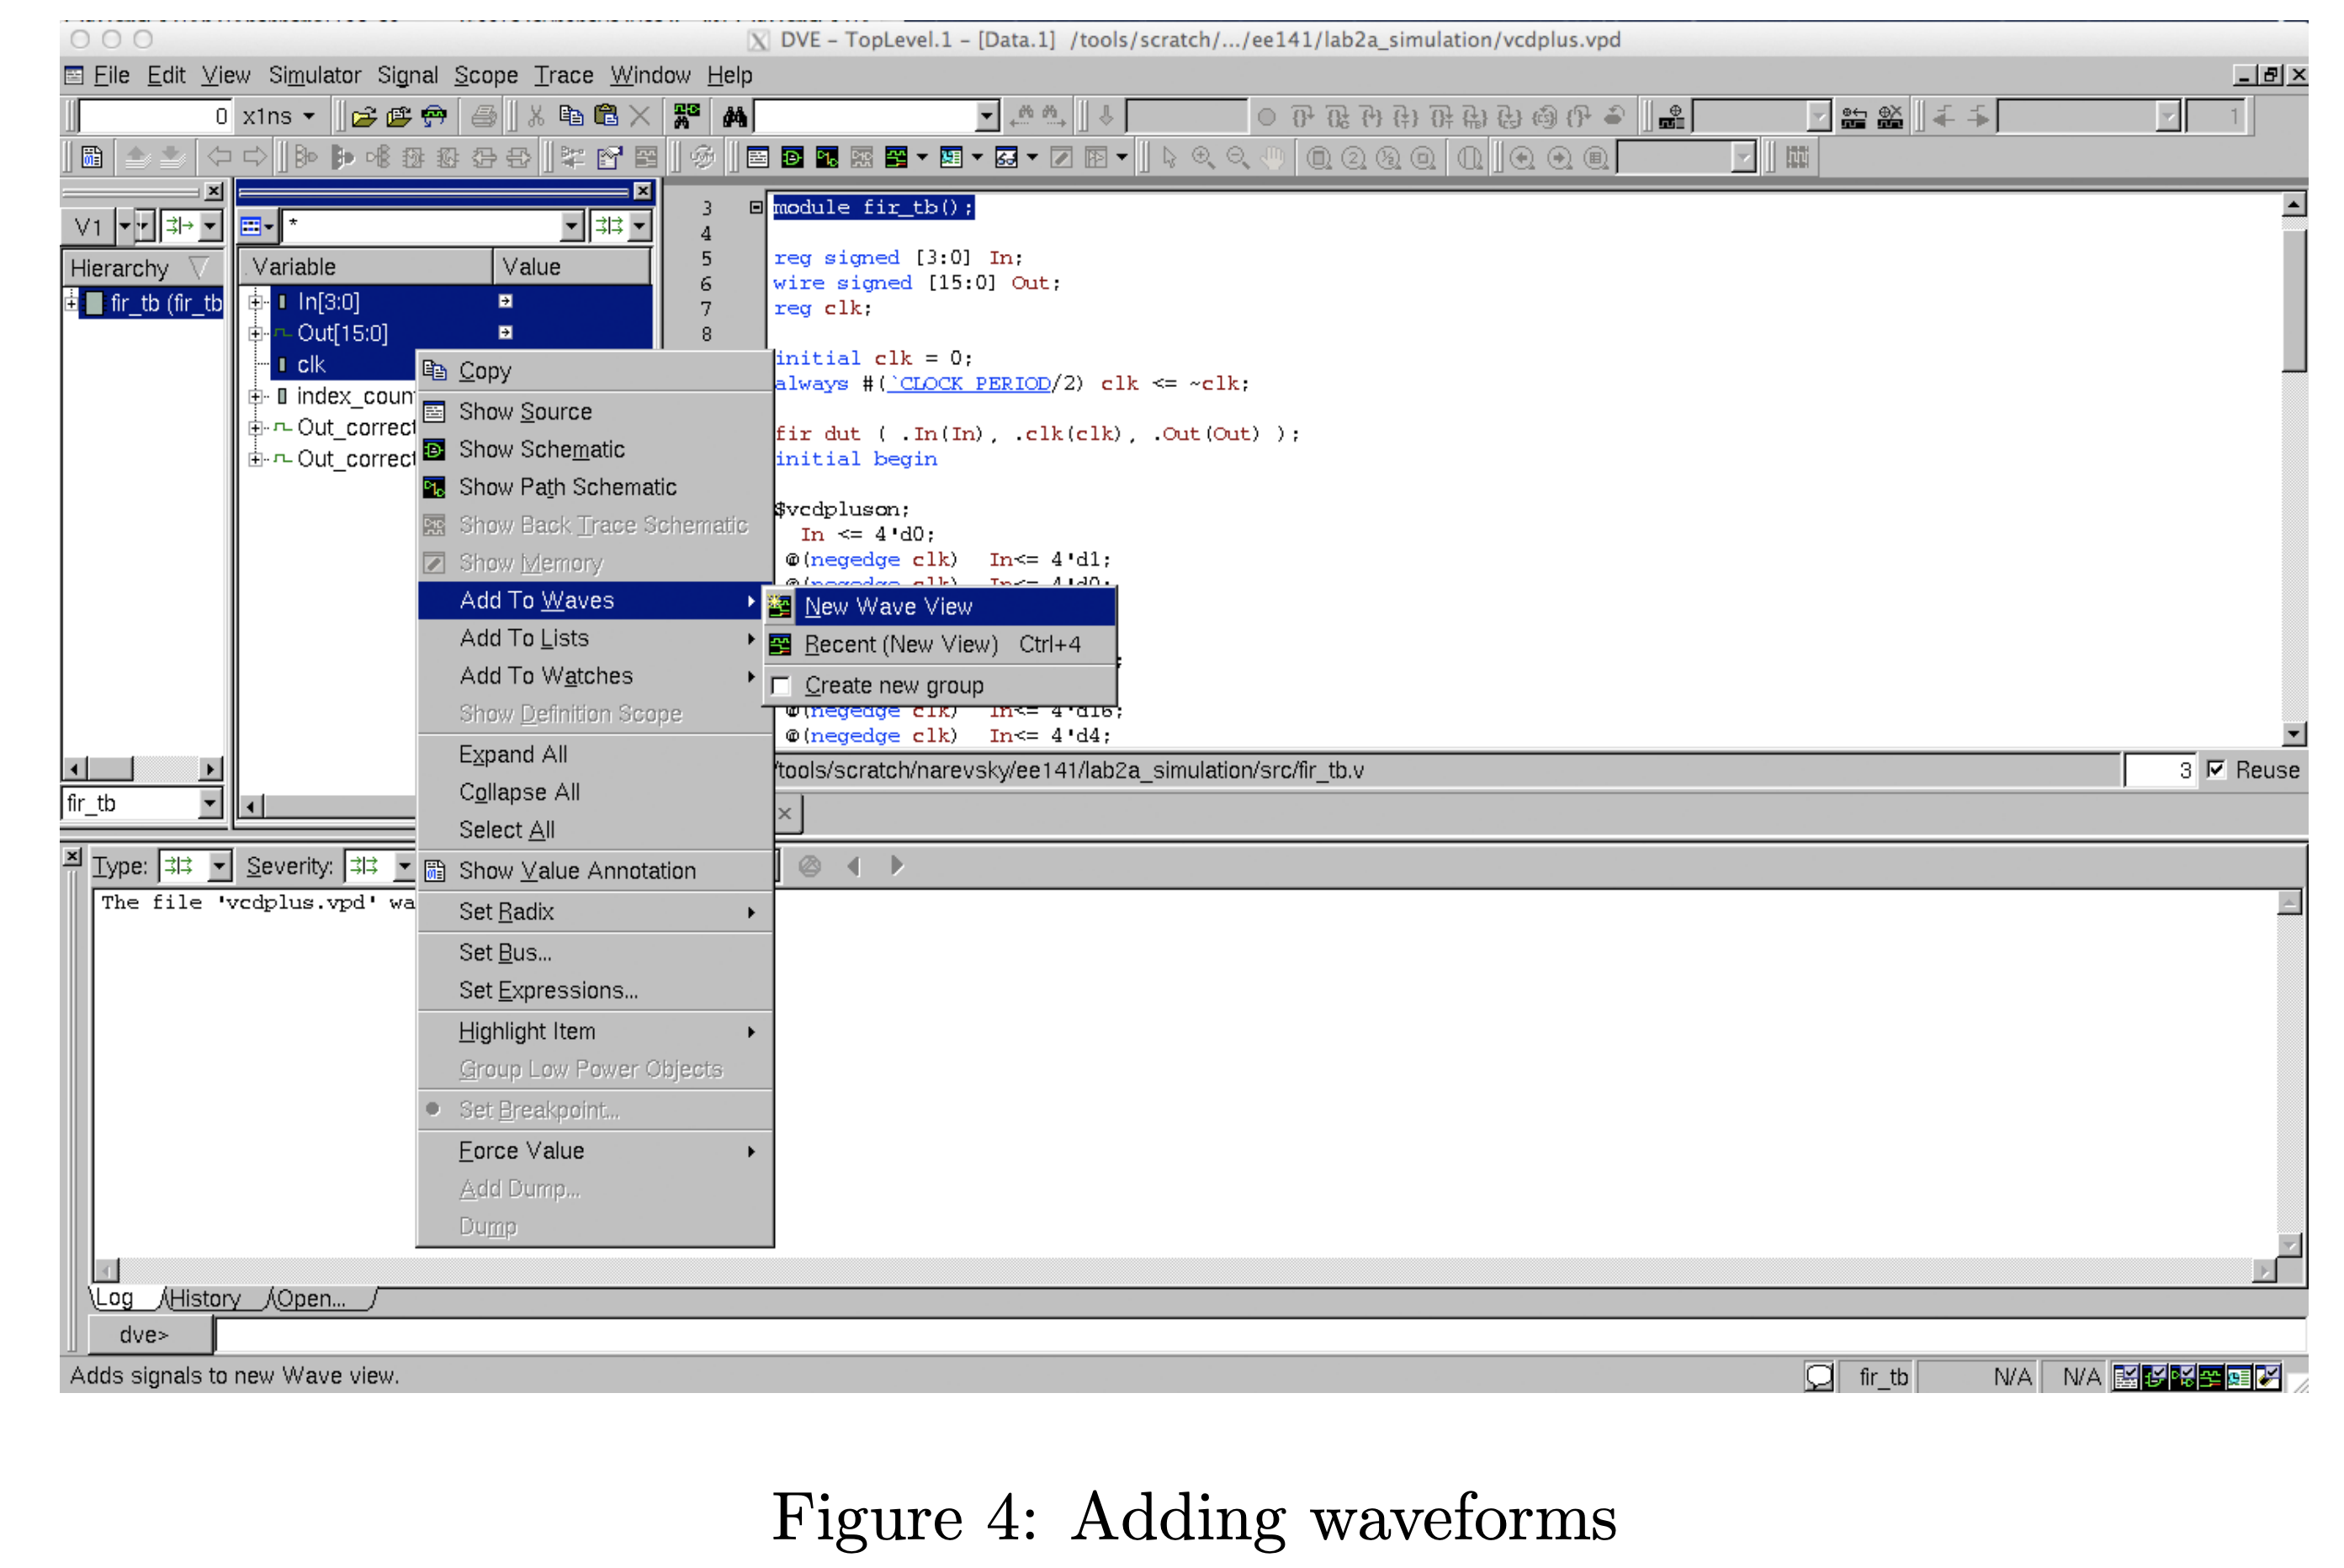 DVE – TopLevel.1 – [Data.1] /tools/scratch/.../ee141/lab2a_simulation/vcdplus.vpd
File Edit View Simulator Signal Scope Trace Window Help
0 x1ns
1
V1
*
Hierarchy
Variable Value
fir_tb (fir_tb
In[3:0]
Out[15:0]
clk
index_coun
Out_correct
Out_correct
fir_tb
3 module fir_tb();
4
5 reg signed [3:0] In;
6 wire signed [15:0] Out;
7 reg clk;
8
initial clk = 0;
always #(`CLOCK_PERIOD/2) clk <= ~clk;
fir dut ( .In(In), .clk(clk), .Out(Out) );
initial begin
$vcdpluson;
In <= 4'd0;
@(negedge clk) In<= 4'd1;
@(negedge clk) In<= 4'd0;
@(negedge clk) In<= 4'd16;
@(negedge clk) In<= 4'd4;
Copy
Show Source
Show Schematic
Show Path Schematic
Show Back Trace Schematic
Show Memory
Add To Waves
Add To Lists
Add To Watches
Show Definition Scope
Expand All
Collapse All
Select All
Show Value Annotation
Set Radix
Set Bus...
Set Expressions...
Highlight Item
Group Low Power Objects
Set Breakpoint...
Force Value
Add Dump...
Dump
New Wave View
Recent (New View) Ctrl+4
Create new group
/tools/scratch/narevsky/ee141/lab2a_simulation/src/fir_tb.v
3 Reuse
Type: Severity:
The file 'vcdplus.vpd' wa
Log History Open...
dve>
Adds signals to new Wave view.
fir_tb N/A N/A
Figure 4: Adding waveforms